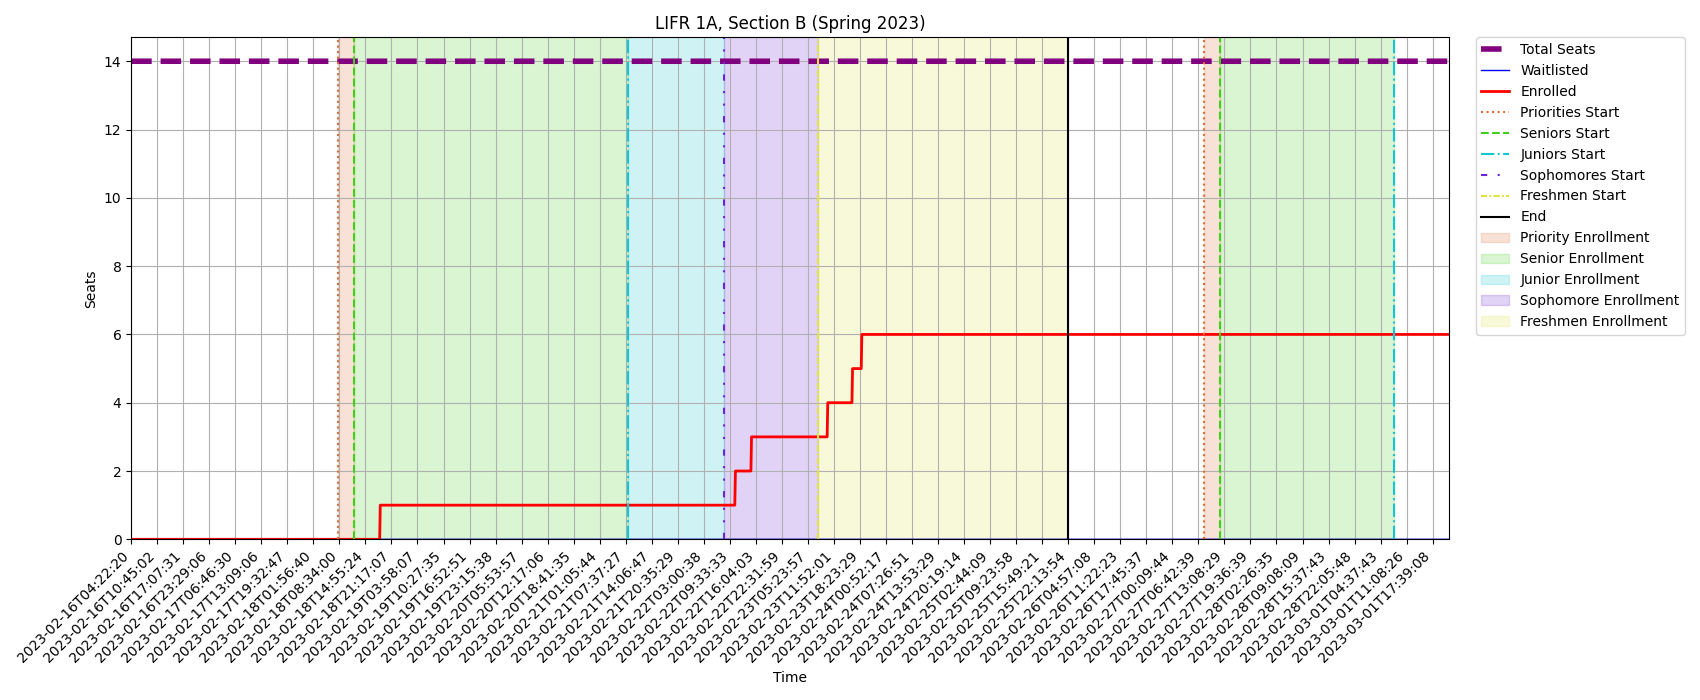 LIFR 1A, Section B (Spring 2023)
Seats
14
12
10
8
6
4
2
0
2023-02-16T04:22:20
2023-02-16T10:45:02
2023-02-16T17:07:31
2023-02-16T23:29:06
2023-02-17T06:46:30
2023-02-17T13:09:06
2023-02-17T19:32:47
2023-02-18T01:56:40
2023-02-18T08:34:00
2023-02-18T14:55:24
2023-02-18T21:17:07
2023-02-19T03:58:07
2023-02-19T10:27:35
2023-02-19T16:52:51
2023-02-19T23:15:38
2023-02-20T05:53:57
2023-02-20T12:17:06
2023-02-20T18:41:35
2023-02-21T01:05:44
2023-02-21T07:37:27
2023-02-21T14:06:47
2023-02-21T20:35:29
2023-02-22T03:00:38
2023-02-22T09:33:33
2023-02-22T16:04:03
2023-02-22T22:31:59
2023-02-23T05:23:57
2023-02-23T11:52:01
2023-02-23T18:23:29
2023-02-24T00:52:17
2023-02-24T07:26:51
2023-02-24T13:53:29
2023-02-24T20:19:14
2023-02-25T02:44:09
2023-02-25T09:23:58
2023-02-25T15:49:21
2023-02-25T22:13:54
2023-02-26T04:57:08
2023-02-26T11:22:23
2023-02-26T17:45:37
2023-02-27T00:09:44
2023-02-27T06:42:39
2023-02-27T13:08:29
2023-02-27T19:36:39
2023-02-28T02:26:35
2023-02-28T09:08:09
2023-02-28T15:37:43
2023-02-28T22:05:48
2023-03-01T04:37:43
2023-03-01T11:08:26
2023-03-01T17:39:08
Time
Total Seats
Waitlisted
Enrolled
Priorities Start
Seniors Start
Juniors Start
Sophomores Start
Freshmen Start
End
Priority Enrollment
Senior Enrollment
Junior Enrollment
Sophomore Enrollment
Freshmen Enrollment